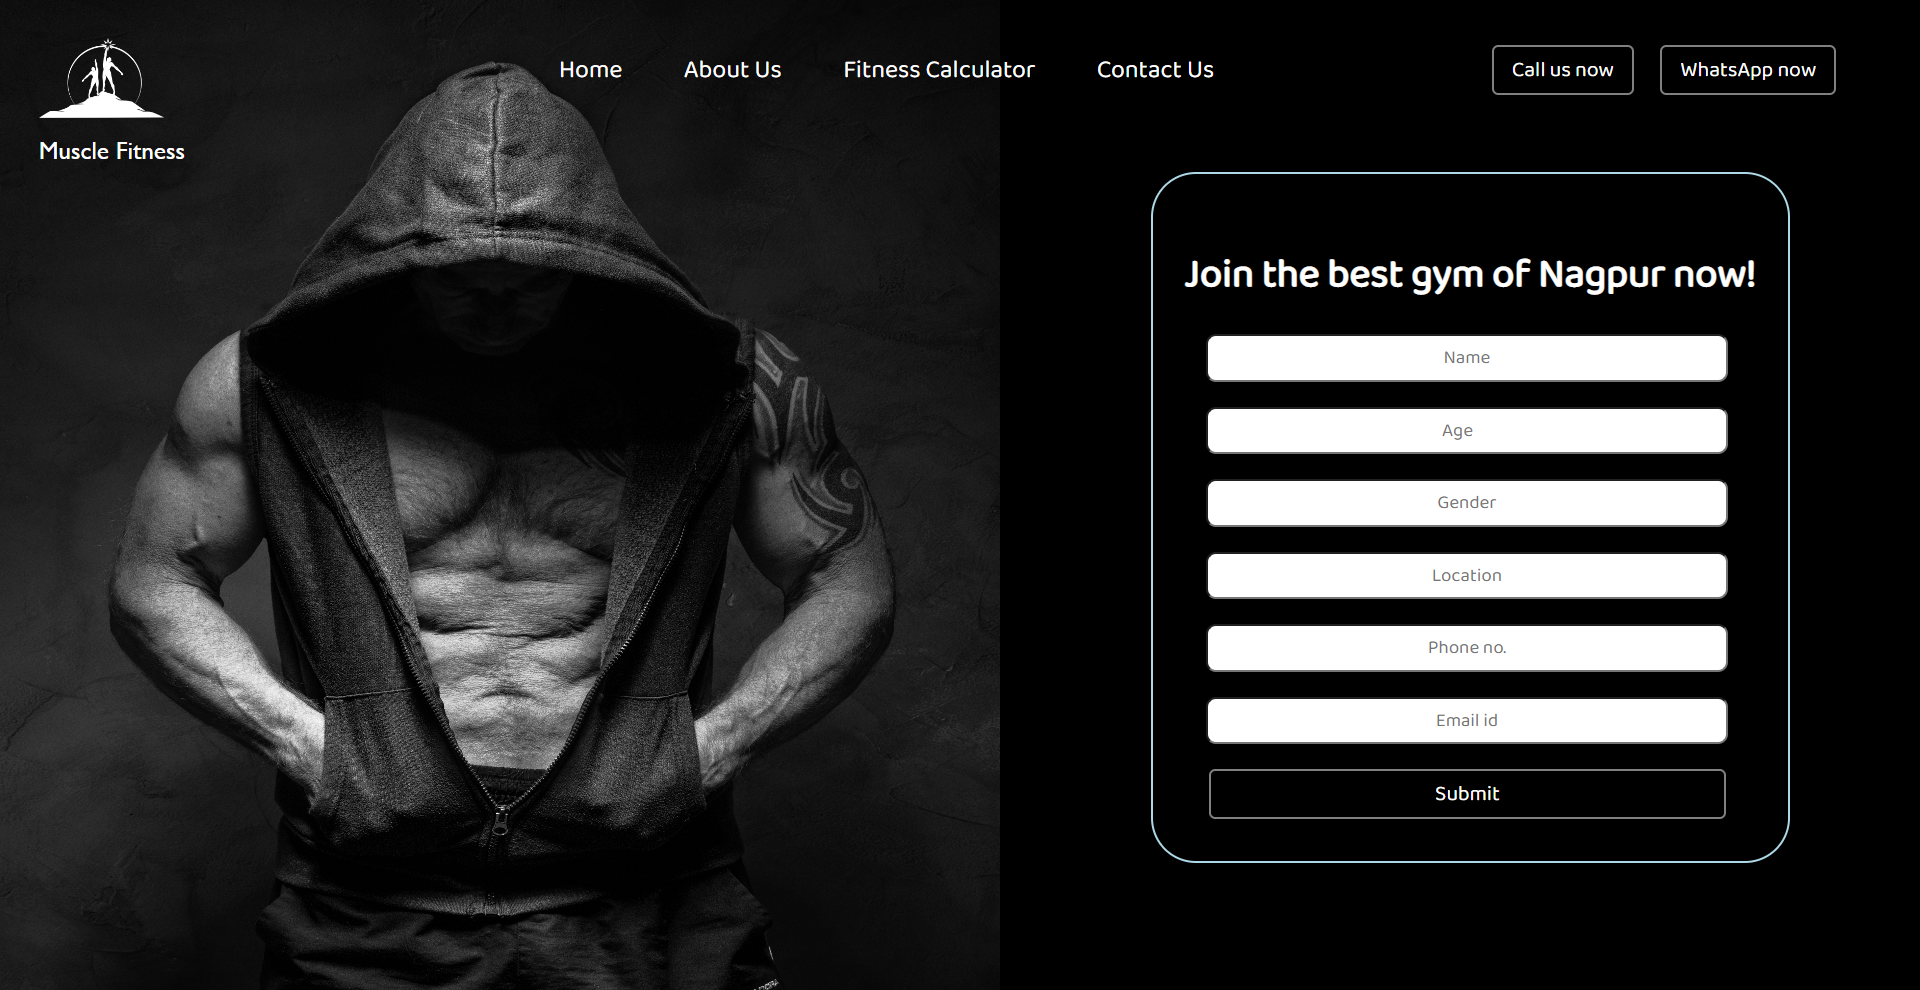 Muscle Fitness
Home
About Us
Fitness Calculator
Contact Us
Call us now
WhatsApp now
Join the best gym of Nagpur now!
Name
Age
Gender
Location
Phone no.
Email id
Submit